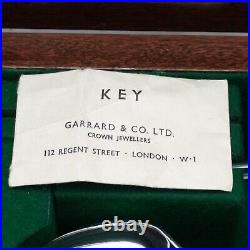 KEY
GARRARD & CO. LTD.
CROWN JEWELLERS
112 REGENT STREET · LONDON · W·1